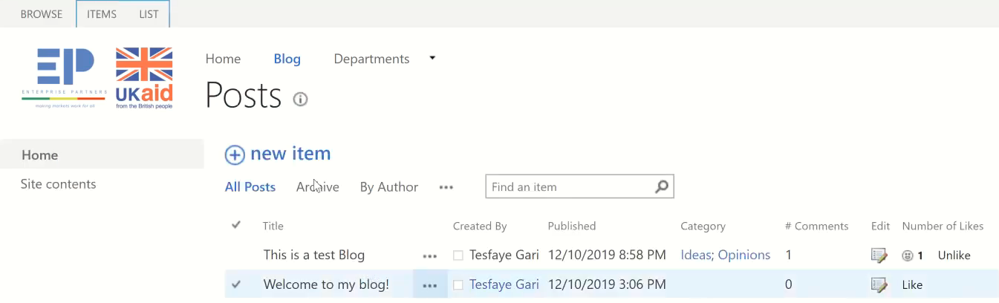 BROWSE ITEMS LIST
Home Blog Departments
EP
ENTERPRISE PARTNERS
making markets work for all
UKaid
from the British people
Posts
Home
Site contents
new item
All Posts Archive By Author ••• Find an item
Title Created By Published Category # Comments Edit Number of Likes
This is a test Blog ••• Tesfaye Gari 12/10/2019 8:58 PM Ideas; Opinions 1 1 Unlike
Welcome to my blog! ••• Tesfaye Gari 12/10/2019 3:06 PM 0 Like